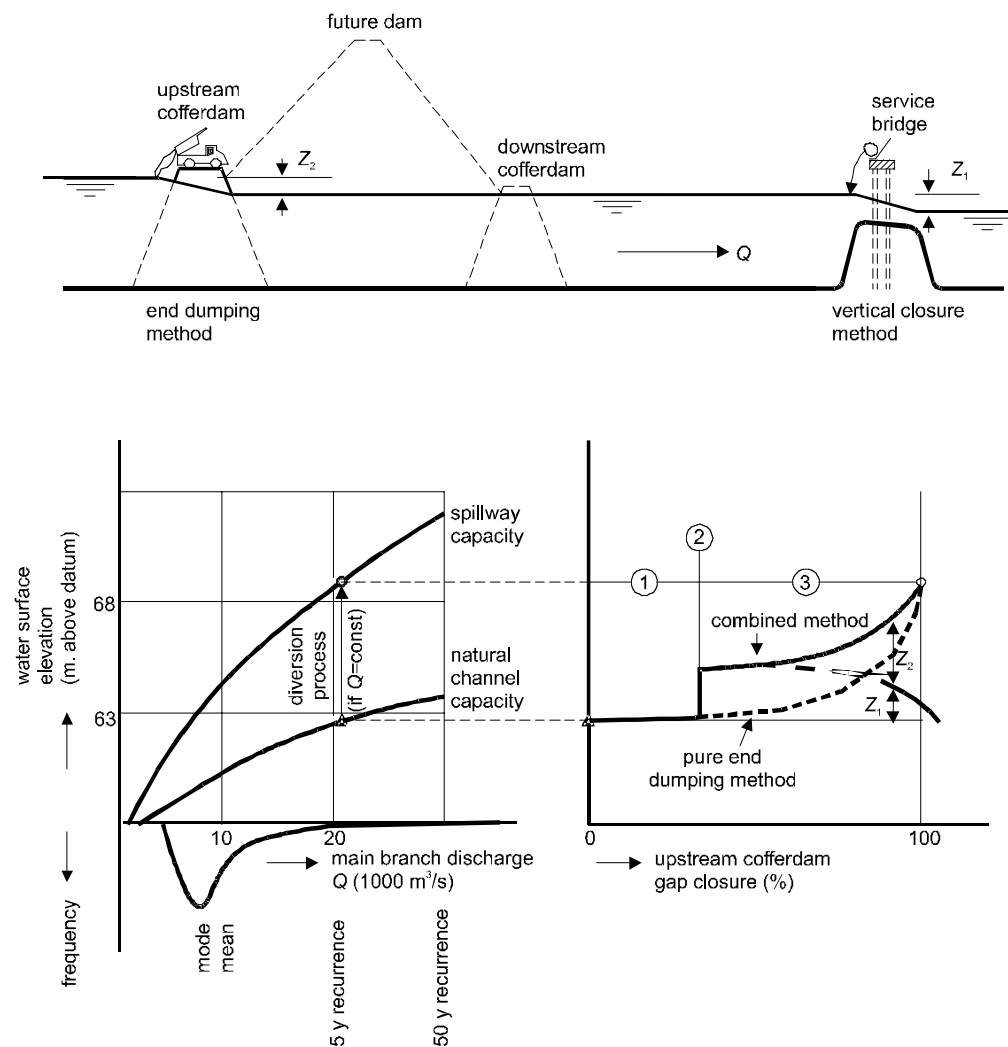 future dam
upstream
cofferdam
Z2
downstream
cofferdam
service
bridge
Z1
Q
end dumping
method
vertical closure
method
water surface
elevation
(m. above datum)
68
63
spillway
capacity
diversion
process
(if Q=const)
natural
channel
capacity
10
20
main branch discharge
Q (1000 m³/s)
frequency
mode
mean
5 y recurrence
50 y recurrence
1
2
3
combined method
Z2
Z1
pure end
dumping method
0
100
upstream cofferdam
gap closure (%)